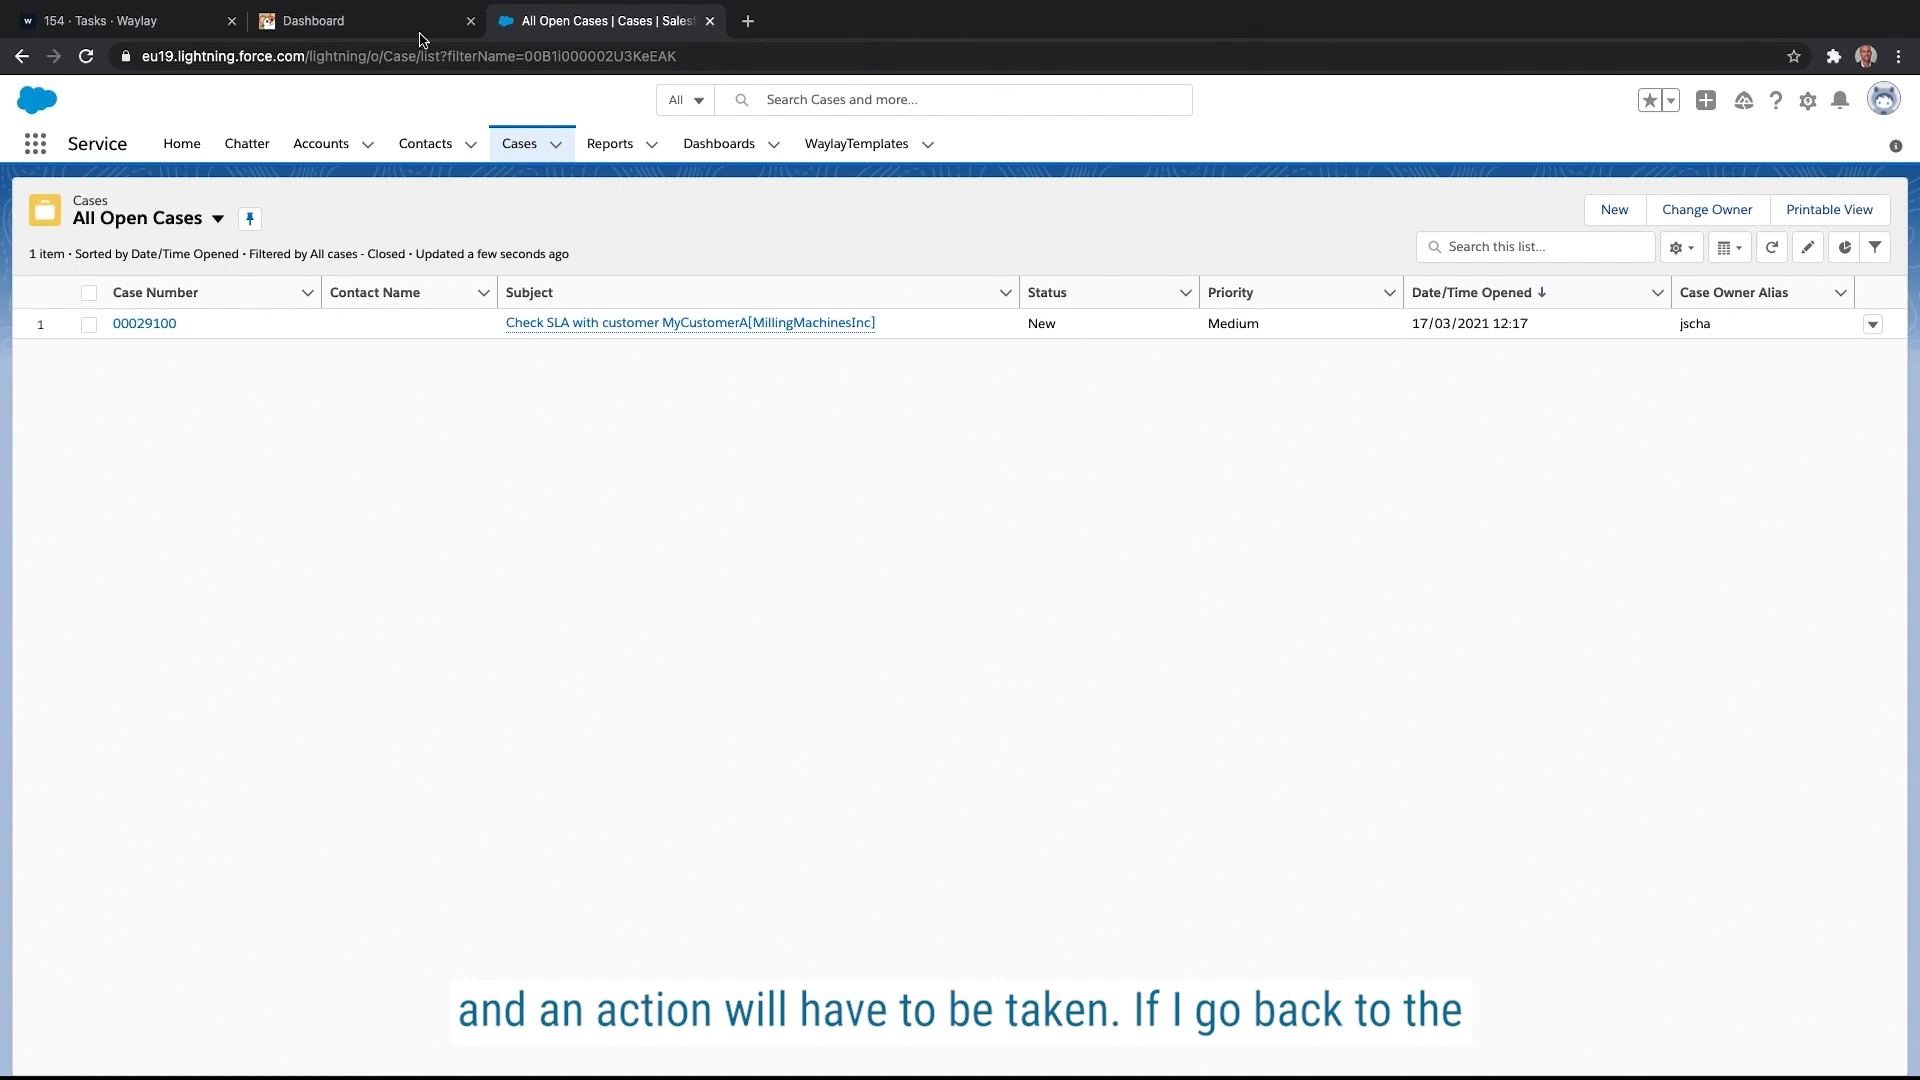 154 · Tasks · Waylay
Dashboard
All Open Cases | Cases | Salesf
eu19.lightning.force.com/lightning/o/Case/list?filterName=00B1i000002U3KeEAK
All
Search Cases and more...
Service
Home
Chatter
Accounts
Contacts
Cases
Reports
Dashboards
WaylayTemplates
Cases
All Open Cases
New
Change Owner
Printable View
1 item • Sorted by Date/Time Opened • Filtered by All cases - Closed • Updated a few seconds ago
Search this list...
Case Number
Contact Name
Subject
Status
Priority
Date/Time Opened
Case Owner Alias
1
00029100
Check SLA with customer MyCustomerA[MillingMachinesInc]
New
Medium
17/03/2021 12:17
jscha
and an action will have to be taken. If I go back to the